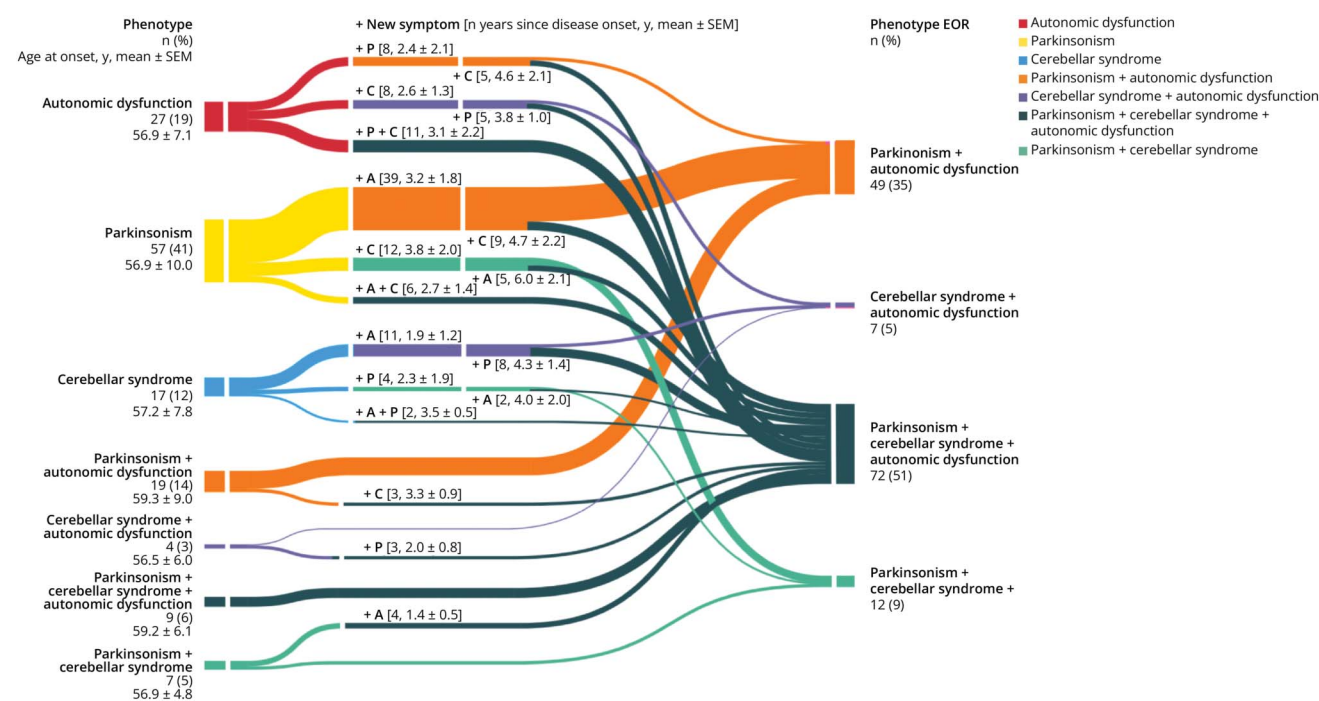 Phenotype
n (%)
Age at onset, y, mean ± SEM
+ New symptom [n years since disease onset, y, mean ± SEM]
Phenotype EOR
n (%)
Autonomic dysfunction
Parkinsonism
Cerebellar syndrome
Parkinsonism + autonomic dysfunction
Cerebellar syndrome + autonomic dysfunction
Parkinsonism + cerebellar syndrome +
autonomic dysfunction
Parkinsonism + cerebellar syndrome
Autonomic dysfunction
27 (19)
56.9 ± 7.1
+ P [8, 2.4 ± 2.1]
+ C [5, 4.6 ± 2.1]
+ C [8, 2.6 ± 1.3]
+ P [5, 3.8 ± 1.0]
+ P + C [11, 3.1 ± 2.2]
Parkinsonism
57 (41)
56.9 ± 10.0
+ A [39, 3.2 ± 1.8]
+ C [9, 4.7 ± 2.2]
+ C [12, 3.8 ± 2.0]
+ A [5, 6.0 ± 2.1]
+ A + C [6, 2.7 ± 1.4]
Cerebellar syndrome
17 (12)
57.2 ± 7.8
+ A [11, 1.9 ± 1.2]
+ P [8, 4.3 ± 1.4]
+ P [4, 2.3 ± 1.9]
+ A [2, 4.0 ± 2.0]
+ A + P [2, 3.5 ± 0.5]
Parkinsonism +
autonomic dysfunction
19 (14)
59.3 ± 9.0
+ C [3, 3.3 ± 0.9]
Cerebellar syndrome +
autonomic dysfunction
4 (3)
56.5 ± 6.0
+ P [3, 2.0 ± 0.8]
Parkinsonism +
cerebellar syndrome +
autonomic dysfunction
9 (6)
59.2 ± 6.1
+ A [4, 1.4 ± 0.5]
Parkinsonism +
cerebellar syndrome
7 (5)
56.9 ± 4.8
Parkinonism +
autonomic dysfunction
49 (35)
Cerebellar syndrome +
autonomic dysfunction
7 (5)
Parkinsonism +
cerebellar syndrome +
autonomic dysfunction
72 (51)
Parkinsonism +
cerebellar syndrome +
12 (9)